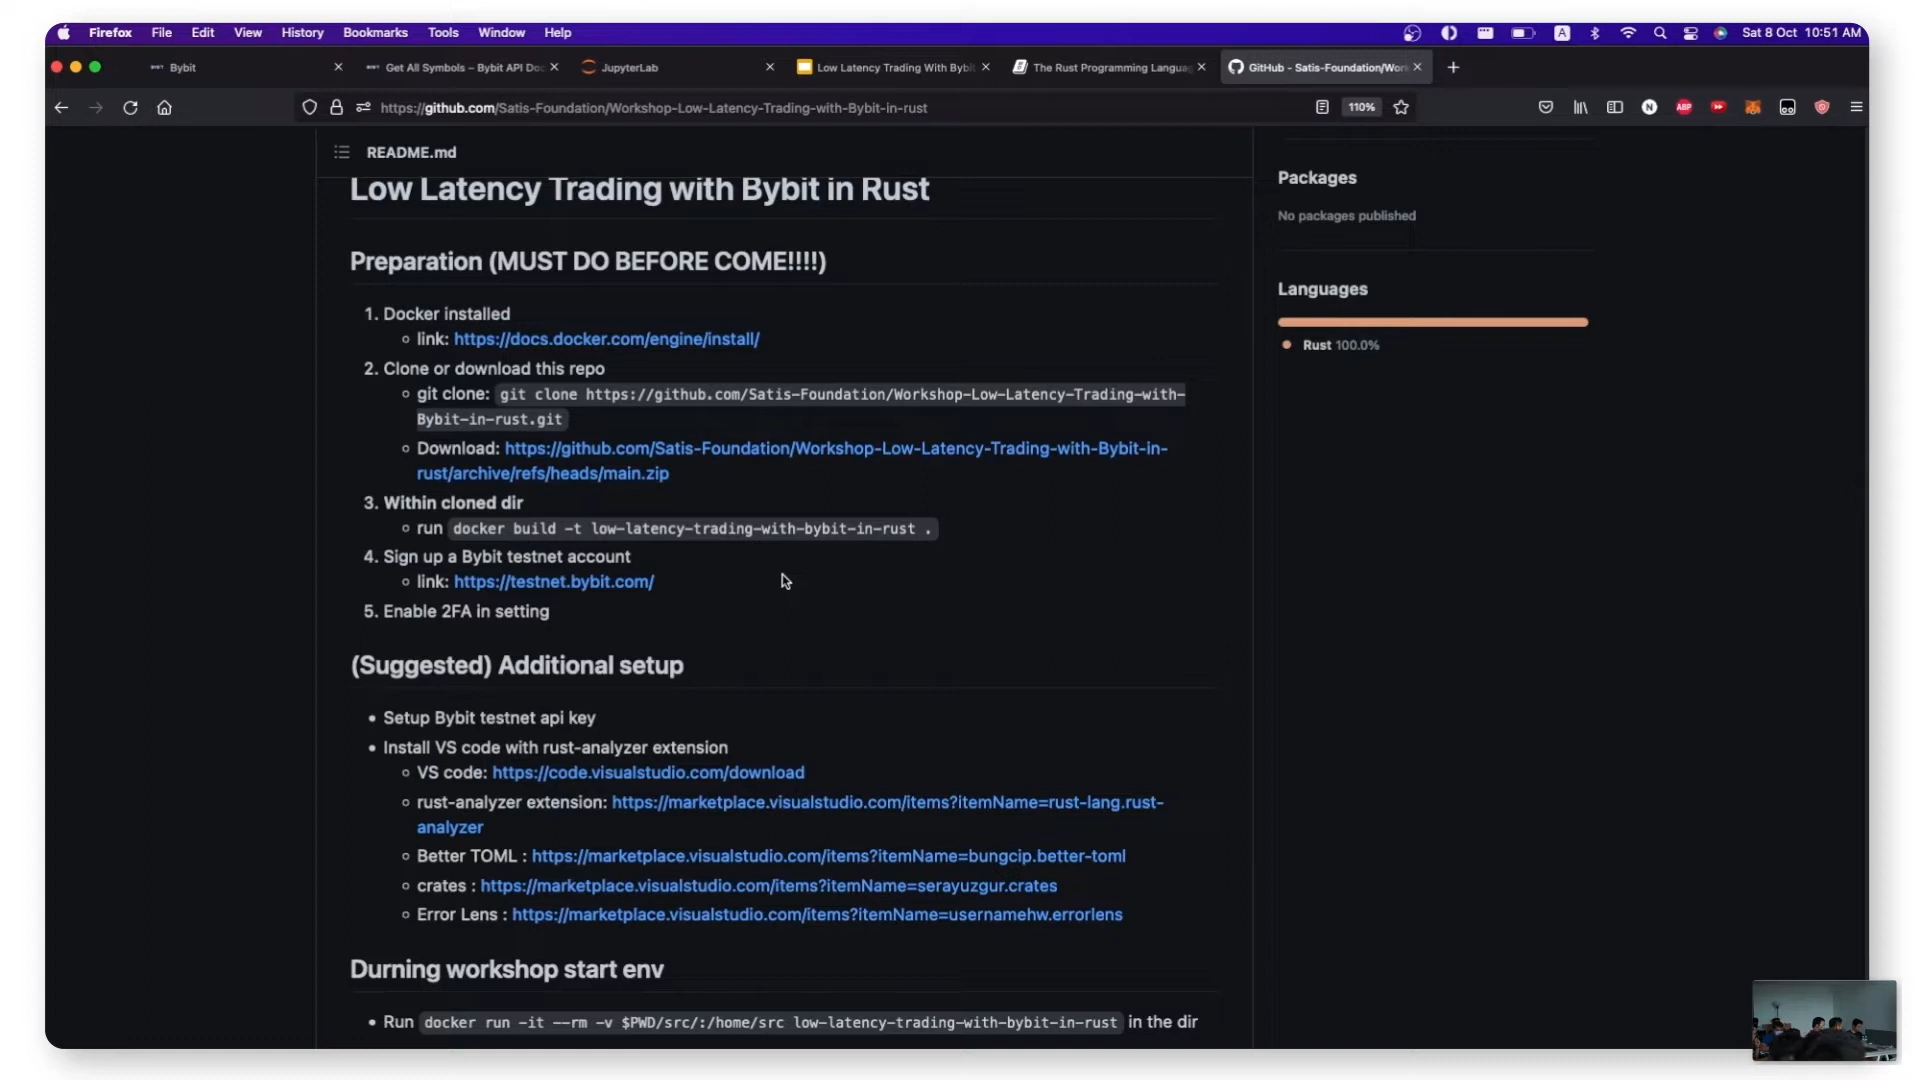 Firefox File Edit View History Bookmarks Tools Window Help A Sat 8 Oct 10:51 AM
Bybit Get All Symbols – Bybit API Do JupyterLab Low Latency Trading With Bybit The Rust Programming Langua GitHub - Satis-Foundation/Wor
https://github.com/Satis-Foundation/Workshop-Low-Latency-Trading-with-Bybit-in-rust 110% N ABP
README.md
Low Latency Trading with Bybit in Rust
Preparation (MUST DO BEFORE COME!!!!)
1. Docker installed
link: https://docs.docker.com/engine/install/
2. Clone or download this repo
git clone: git clone https://github.com/Satis-Foundation/Workshop-Low-Latency-Trading-with-
Bybit-in-rust.git
Download: https://github.com/Satis-Foundation/Workshop-Low-Latency-Trading-with-Bybit-in-
rust/archive/refs/heads/main.zip
3. Within cloned dir
run docker build -t low-latency-trading-with-bybit-in-rust .
4. Sign up a Bybit testnet account
link: https://testnet.bybit.com/
5. Enable 2FA in setting
(Suggested) Additional setup
Setup Bybit testnet api key
Install VS code with rust-analyzer extension
VS code: https://code.visualstudio.com/download
rust-analyzer extension: https://marketplace.visualstudio.com/items?itemName=rust-lang.rust-
analyzer
Better TOML : https://marketplace.visualstudio.com/items?itemName=bungcip.better-toml
crates : https://marketplace.visualstudio.com/items?itemName=serayuzgur.crates
Error Lens : https://marketplace.visualstudio.com/items?itemName=usernamehw.errorlens
Durning workshop start env
Run docker run -it --rm -v $PWD/src/:/home/src low-latency-trading-with-bybit-in-rust in the dir
Packages
No packages published
Languages
Rust 100.0%